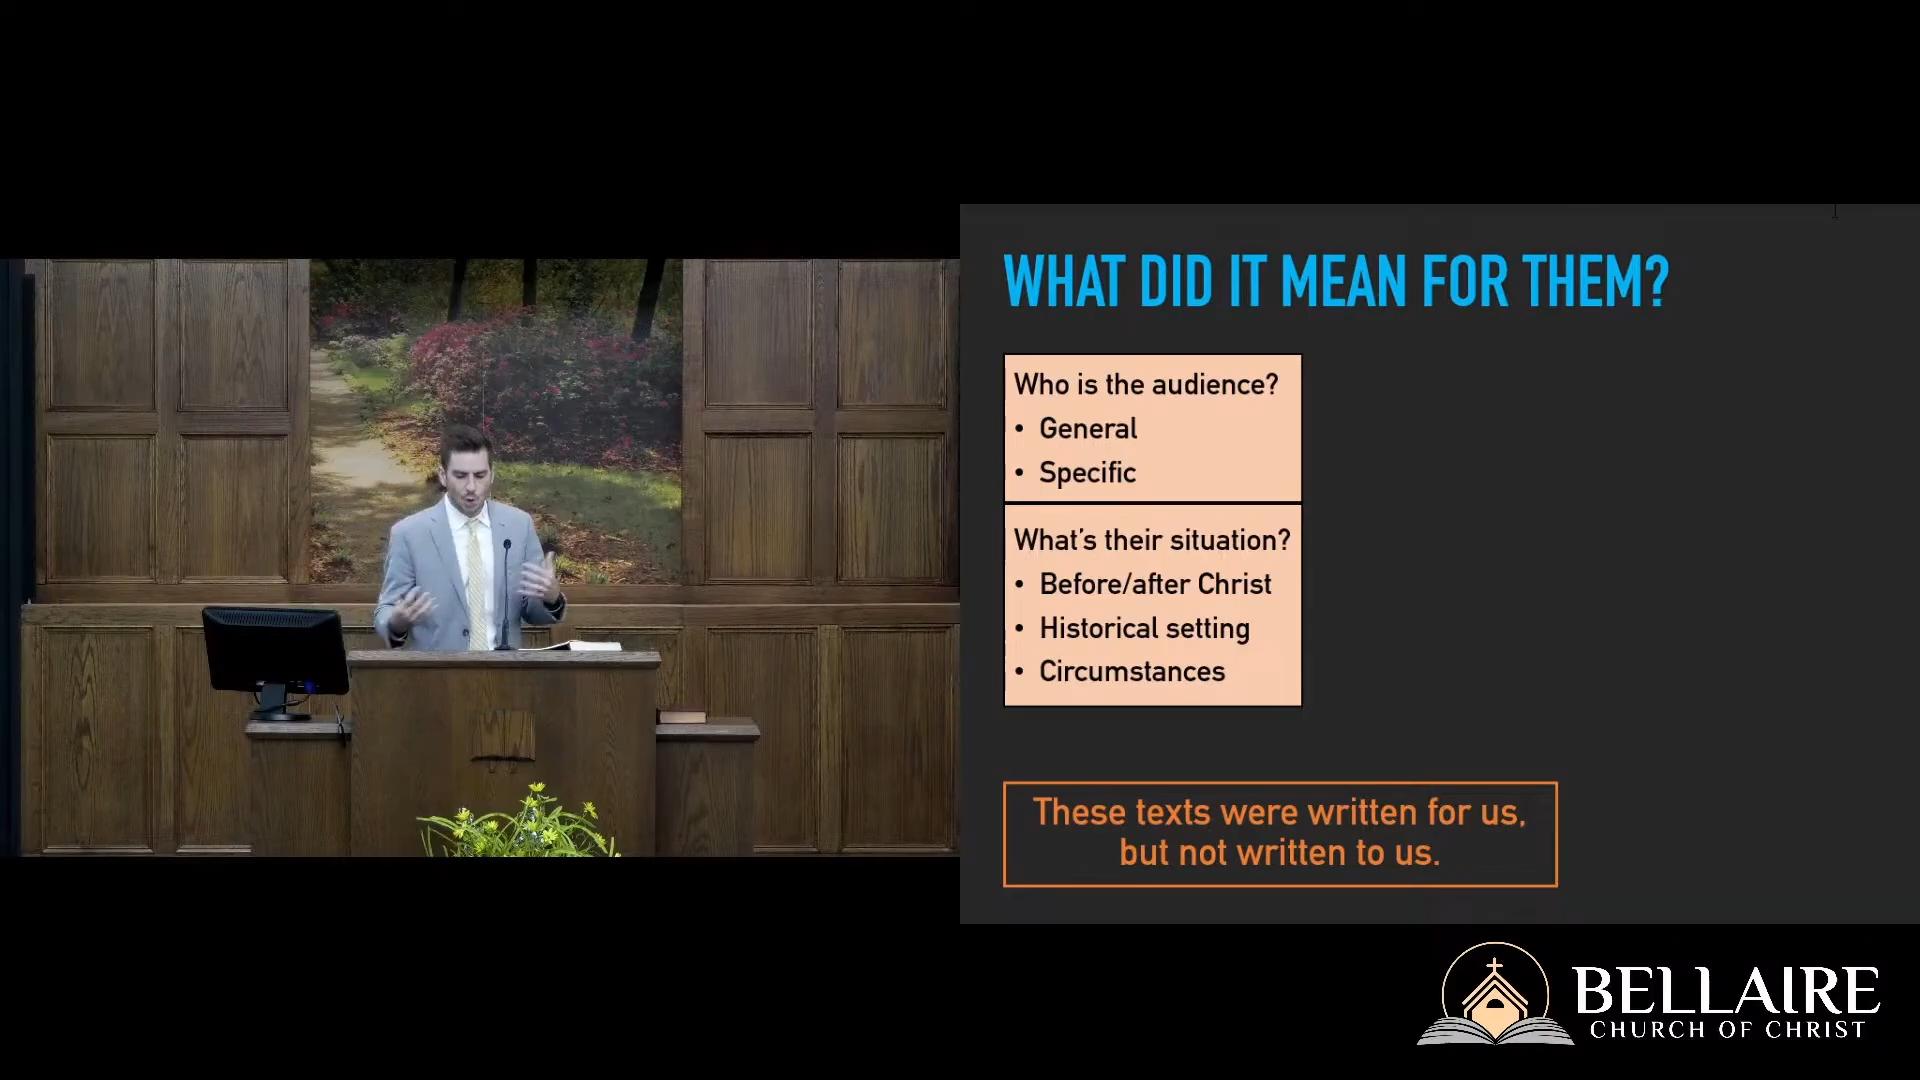 WHAT DID IT MEAN FOR THEM?
Who is the audience?
• General
• Specific
What's their situation?
• Before/after Christ
• Historical setting
• Circumstances
These texts were written for us,
but not written to us.
BELLAIRE
CHURCH OF CHRIST